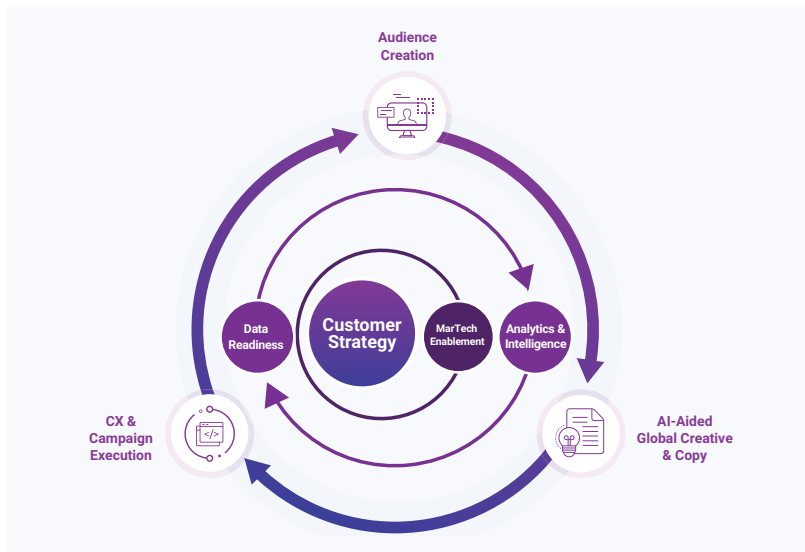 Audience
Creation
Data
Readiness
Customer
Strategy
MarTech
Enablement
Analytics &
Intelligence
</>
CX &
Campaign
Execution
AI-Aided
Global Creative
& Copy